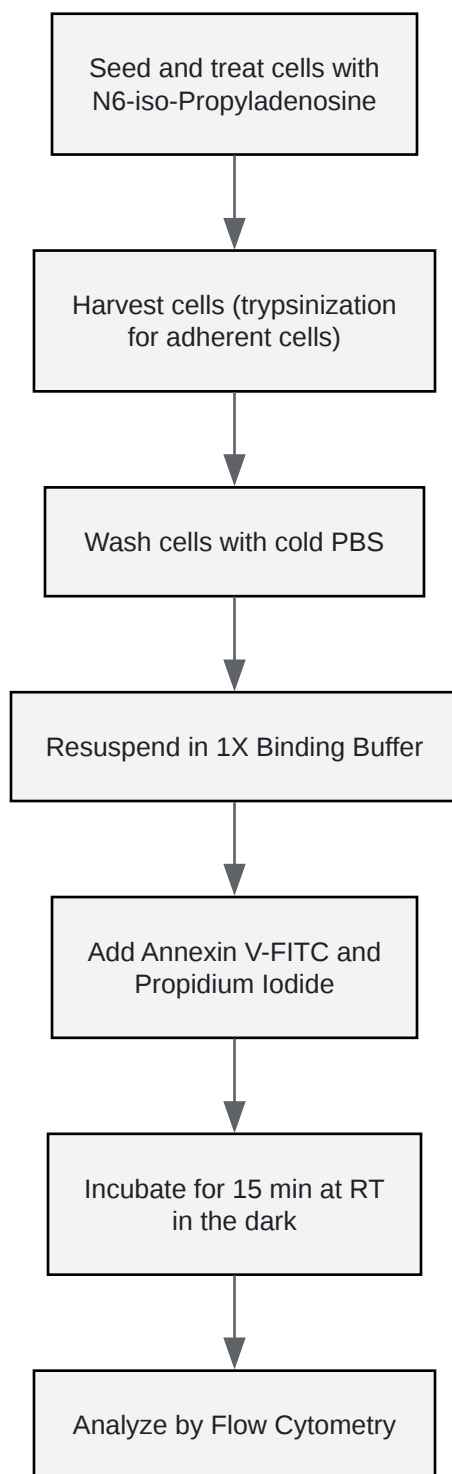 Seed and treat cells with
N6-iso-Propyladenosine
Harvest cells (trypsinization
for adherent cells)
Wash cells with cold PBS
Resuspend in 1X Binding Buffer
Add Annexin V-FITC and
Propidium Iodide
Incubate for 15 min at RT
in the dark
Analyze by Flow Cytometry